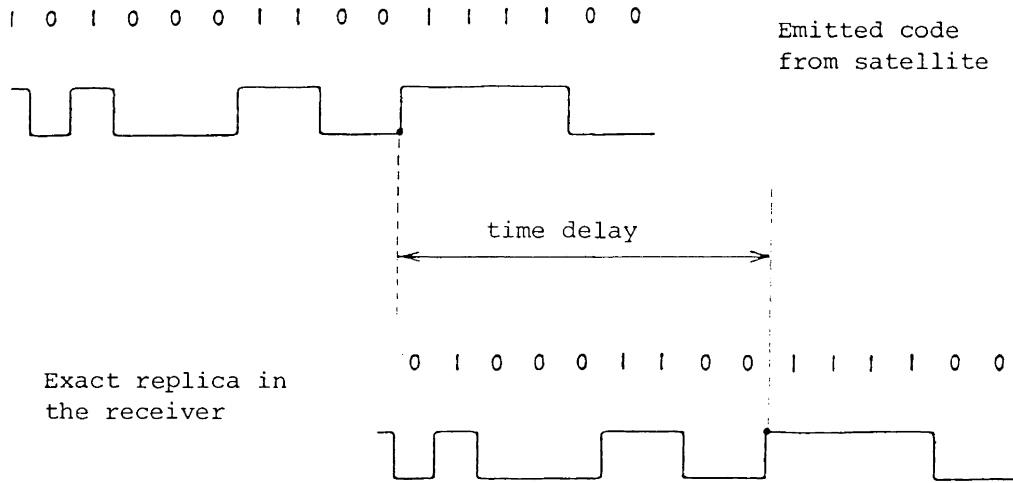 1 0 1 0 0 0 1 1 0 0 1 1 1 1 0 0
Emitted code
from satellite
time delay
0 1 0 0 0 1 1 0 0 1 1 1 1 0 0
Exact replica in
the receiver